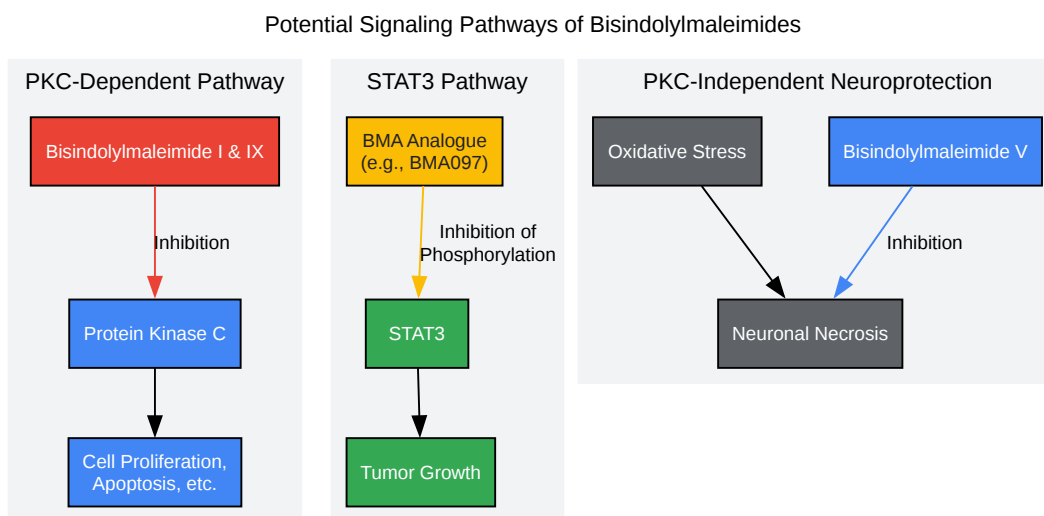 Potential Signaling Pathways of Bisindolylmaleimides
PKC-Dependent Pathway
Bisindolylmaleimide I & IX
Inhibition
Protein Kinase C
Cell Proliferation,
Apoptosis, etc.
STAT3 Pathway
BMA Analogue
(e.g., BMA097)
Inhibition of
Phosphorylation
STAT3
Tumor Growth
PKC-Independent Neuroprotection
Oxidative Stress
Bisindolylmaleimide V
Inhibition
Neuronal Necrosis